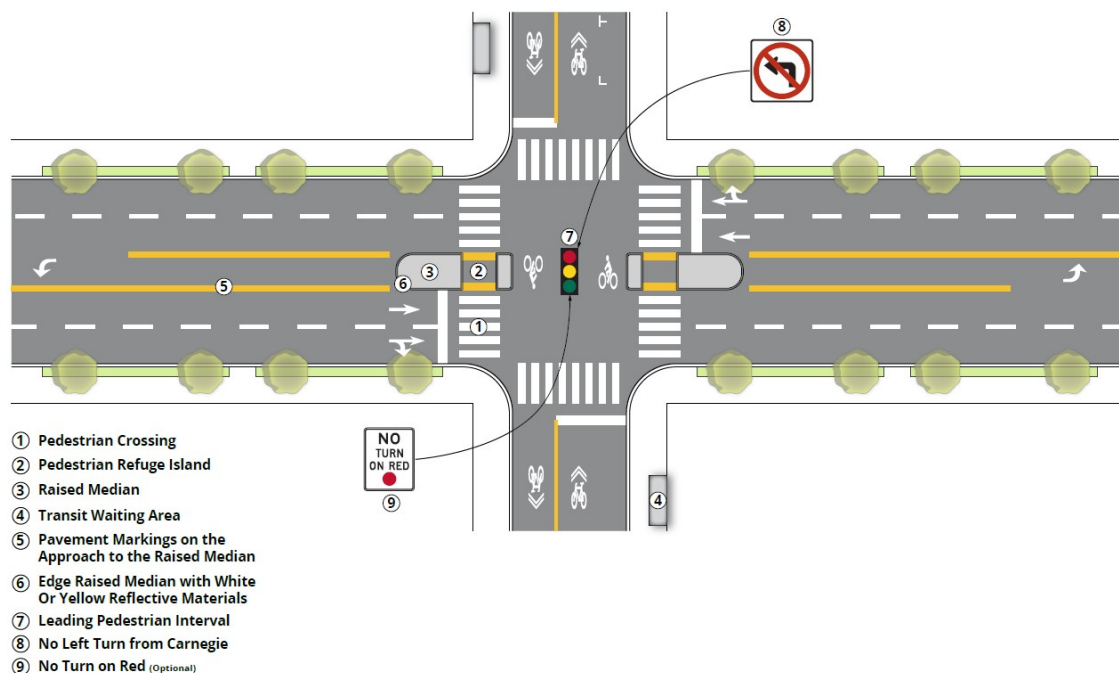 ⑧
⑦
③
②
⑥
⑤
①
NO
TURN
ON RED
⑨
④
① Pedestrian Crossing
② Pedestrian Refuge Island
③ Raised Median
④ Transit Waiting Area
⑤ Pavement Markings on the
Approach to the Raised Median
⑥ Edge Raised Median with White
Or Yellow Reflective Materials
⑦ Leading Pedestrian Interval
⑧ No Left Turn from Carnegie
⑨ No Turn on Red (Optional)